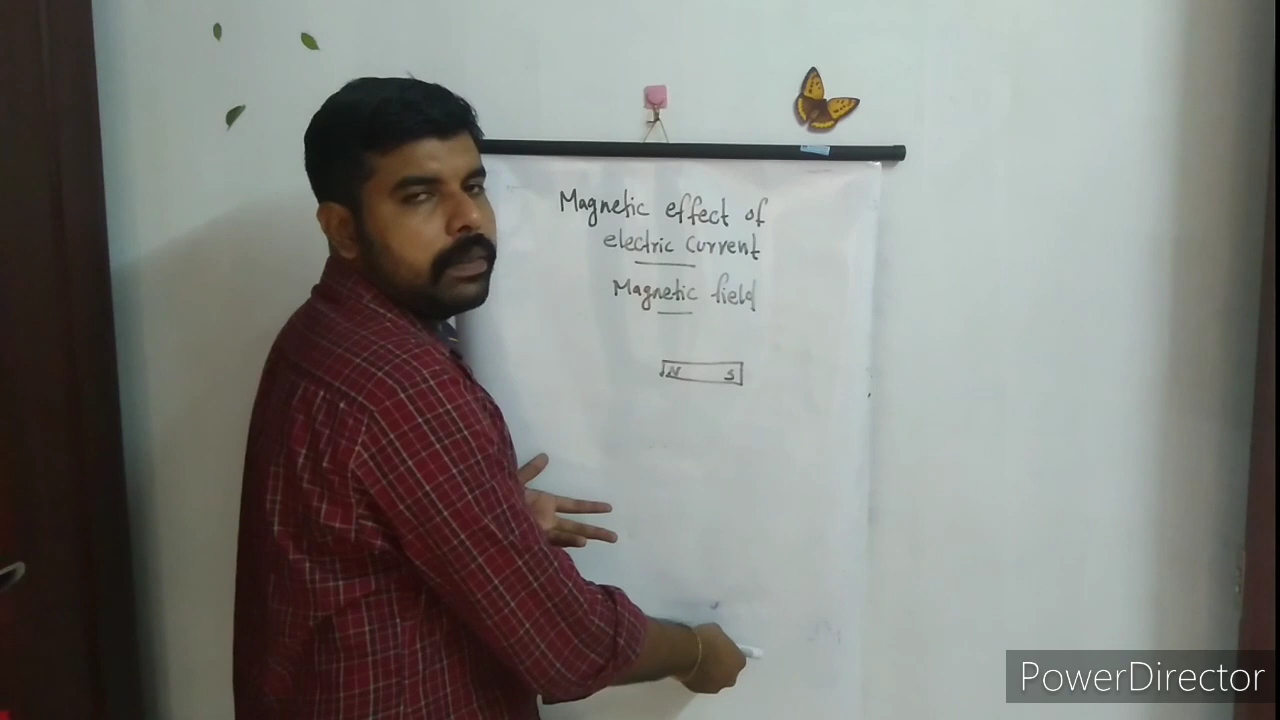 Magnetic effect of
electric current
Magnetic field
N S
PowerDirector